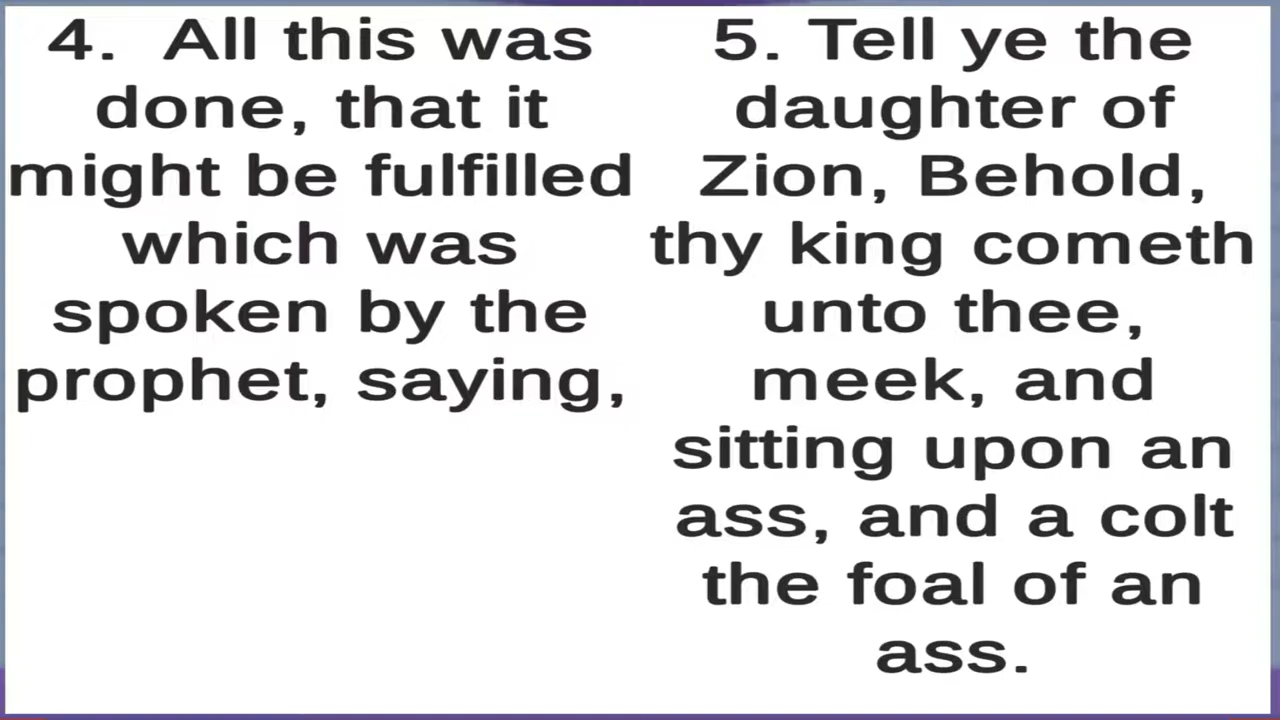 4. All this was
done, that it
might be fulfilled
which was
spoken by the
prophet, saying,
5. Tell ye the
daughter of
Zion, Behold,
thy king cometh
unto thee,
meek, and
sitting upon an
ass, and a colt
the foal of an
ass.